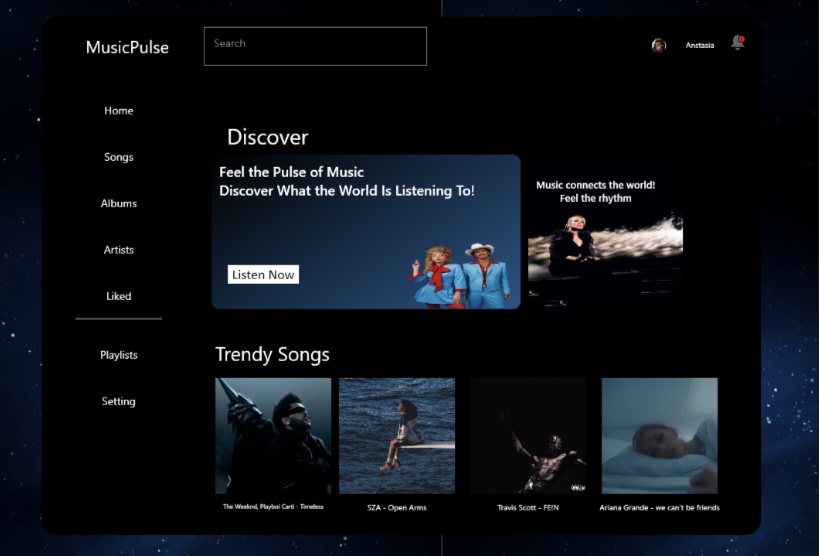 MusicPulse
Search
Anstasia
Home
Songs
Albums
Artists
Liked
Playlists
Setting
Discover
Feel the Pulse of Music
Discover What the World Is Listening To!
Listen Now
Music connects the world!
Feel the rhythm
Trendy Songs
The Weeknd, Playboi Carti - Timeless
SZA - Open Arms
Travis Scott - FE!N
Ariana Grande - we can't be friends